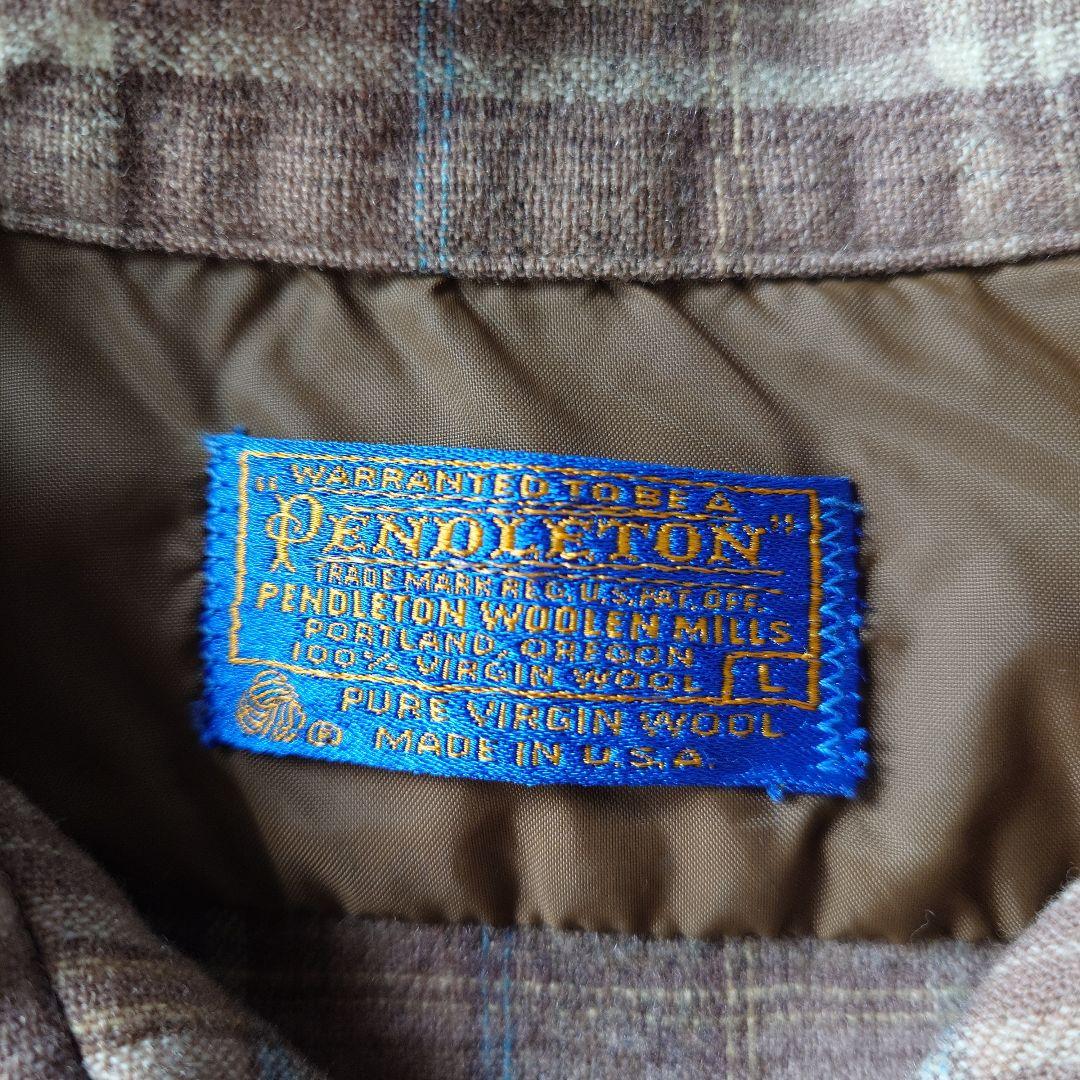 WARRANTED TO BE A
"PENDLETON"
TRADE MARK REG. U.S. PAT. OFF.
PENDLETON WOOLEN MILLS
PORTLAND, OREGON
100% VIRGIN WOOL L
PURE VIRGIN WOOL
® MADE IN U.S.A.